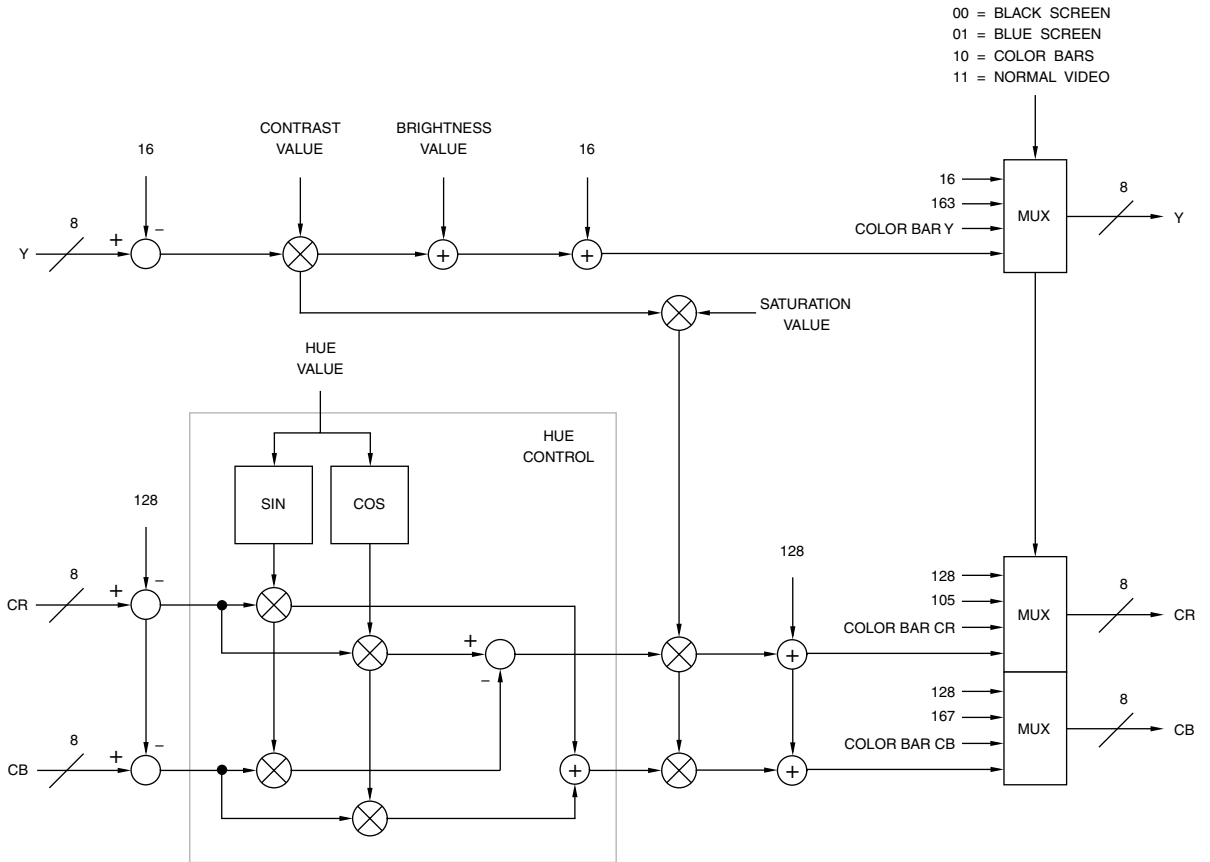 00 = BLACK SCREEN
01 = BLUE SCREEN
10 = COLOR BARS
11 = NORMAL VIDEO
CONTRAST
VALUE
BRIGHTNESS
VALUE
16
16
8
+
–
Y
+
+
16
163
COLOR BAR Y
MUX
8
Y
SATURATION
VALUE
HUE
VALUE
HUE
CONTROL
SIN
COS
128
8
+
–
CR
128
128
105
COLOR BAR CR
MUX
8
CR
+
–
+
8
+
–
CB
+
+
128
167
COLOR BAR CB
MUX
8
CB